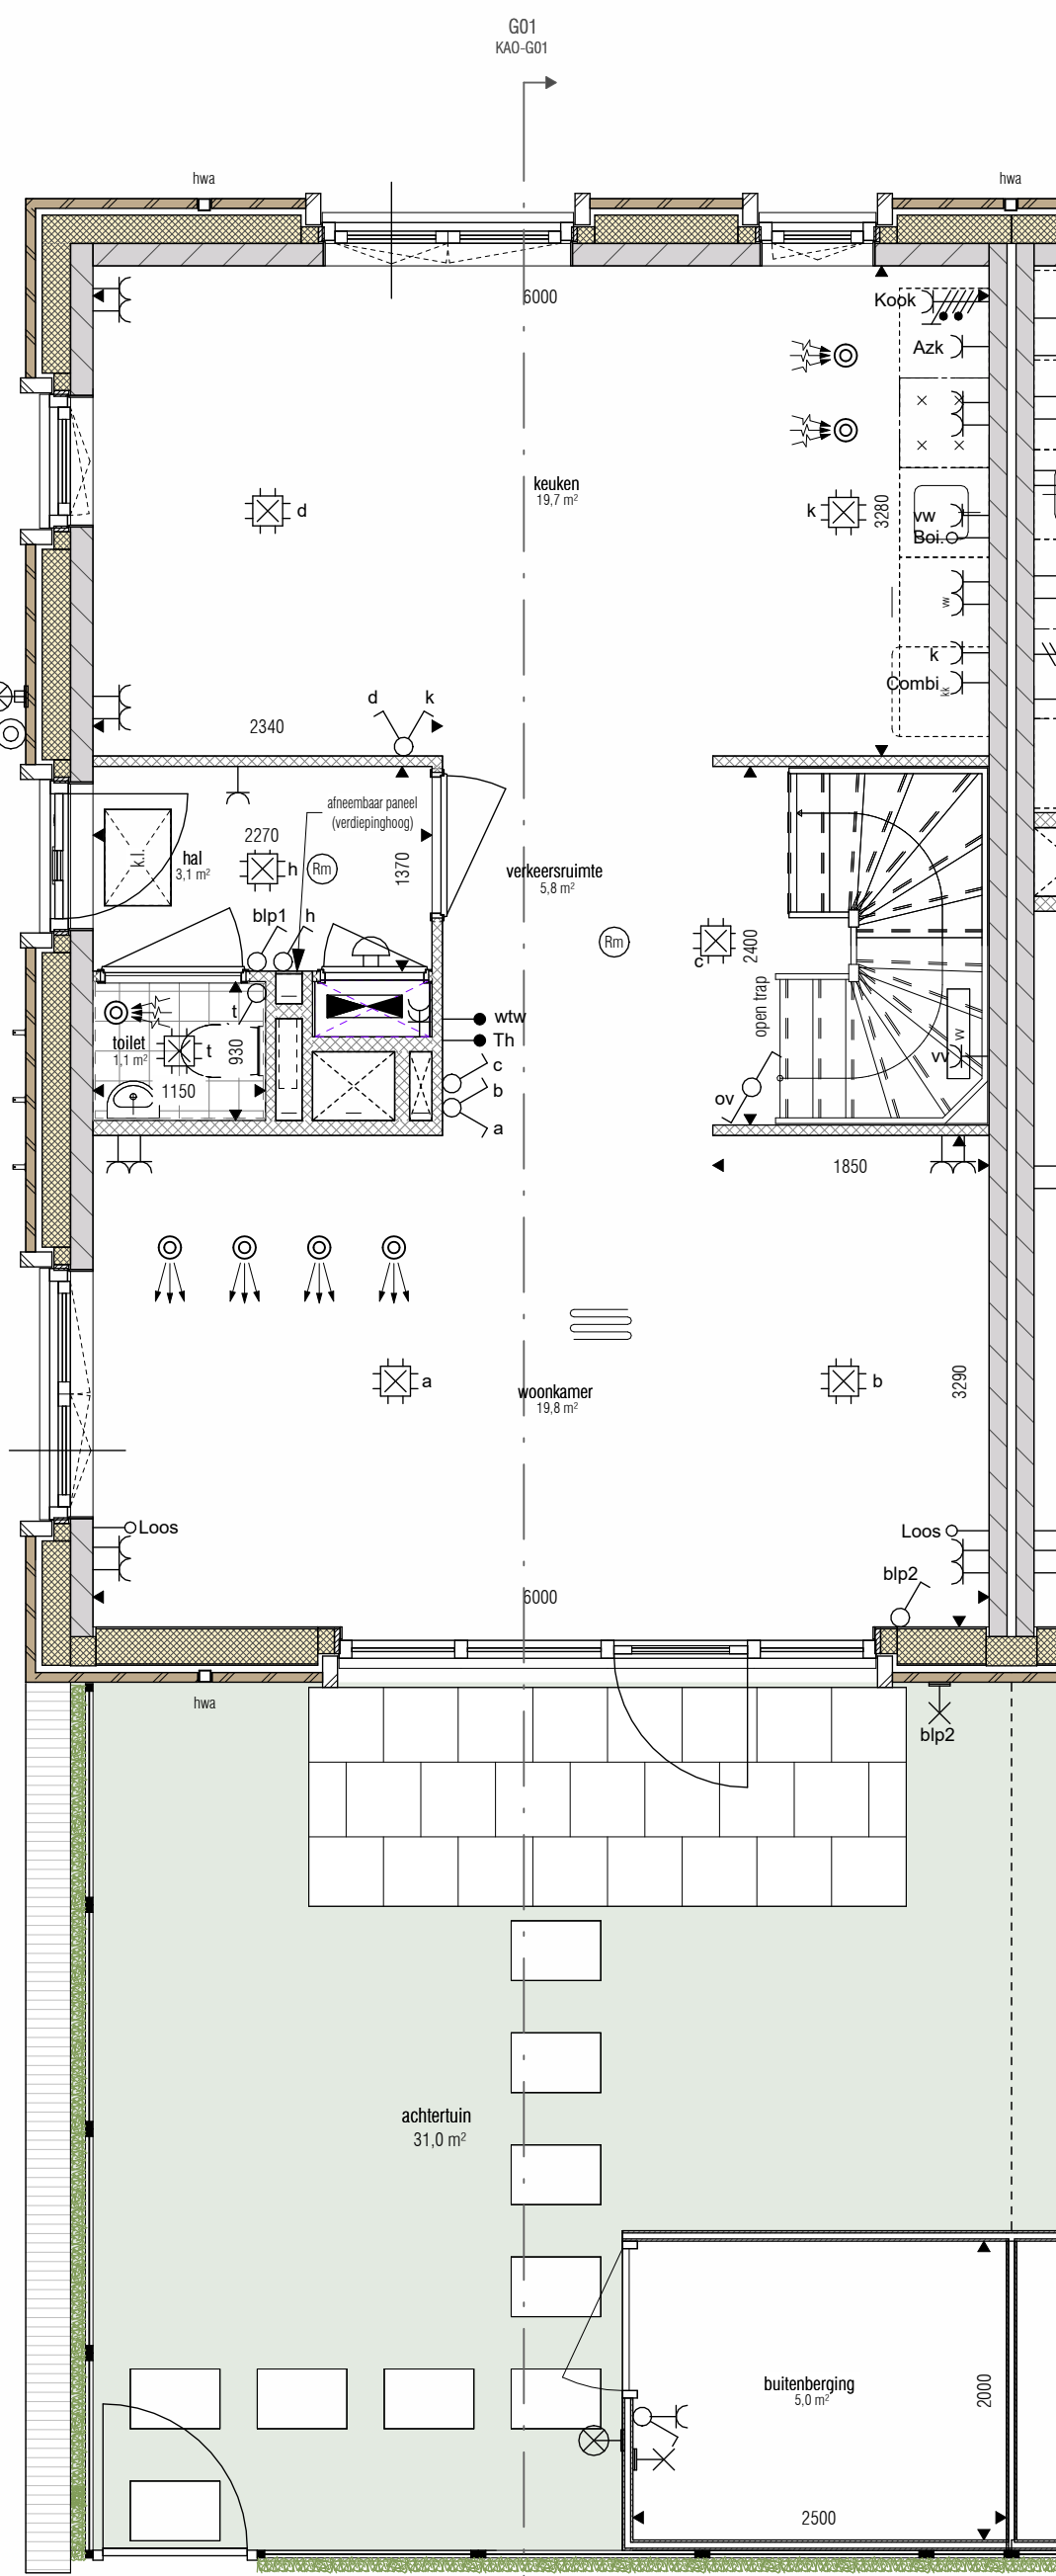 G01
KAO-G01
hwa
hwa
6000
Kook
Azk
keuken
19,7 m²
d
k
3280
vw
Boi.
vw
k
Combi
kk
d
k
2340
afneembaar paneel
(verdiepinghoog)
2270
k.l.
hal
3,1 m²
h
Rm
1370
verkeersruimte
5,8 m²
blp1
h
Rm
c
2400
open trap
t
toilet
1,1 m²
t
930
1150
wtw
Th
c
b
a
vv
vv
ov
1850
a
woonkamer
19,8 m²
b
3290
Loos
Loos
blp2
6000
hwa
blp2
achtertuin
31,0 m²
buitenberging
5,0 m²
2000
2500